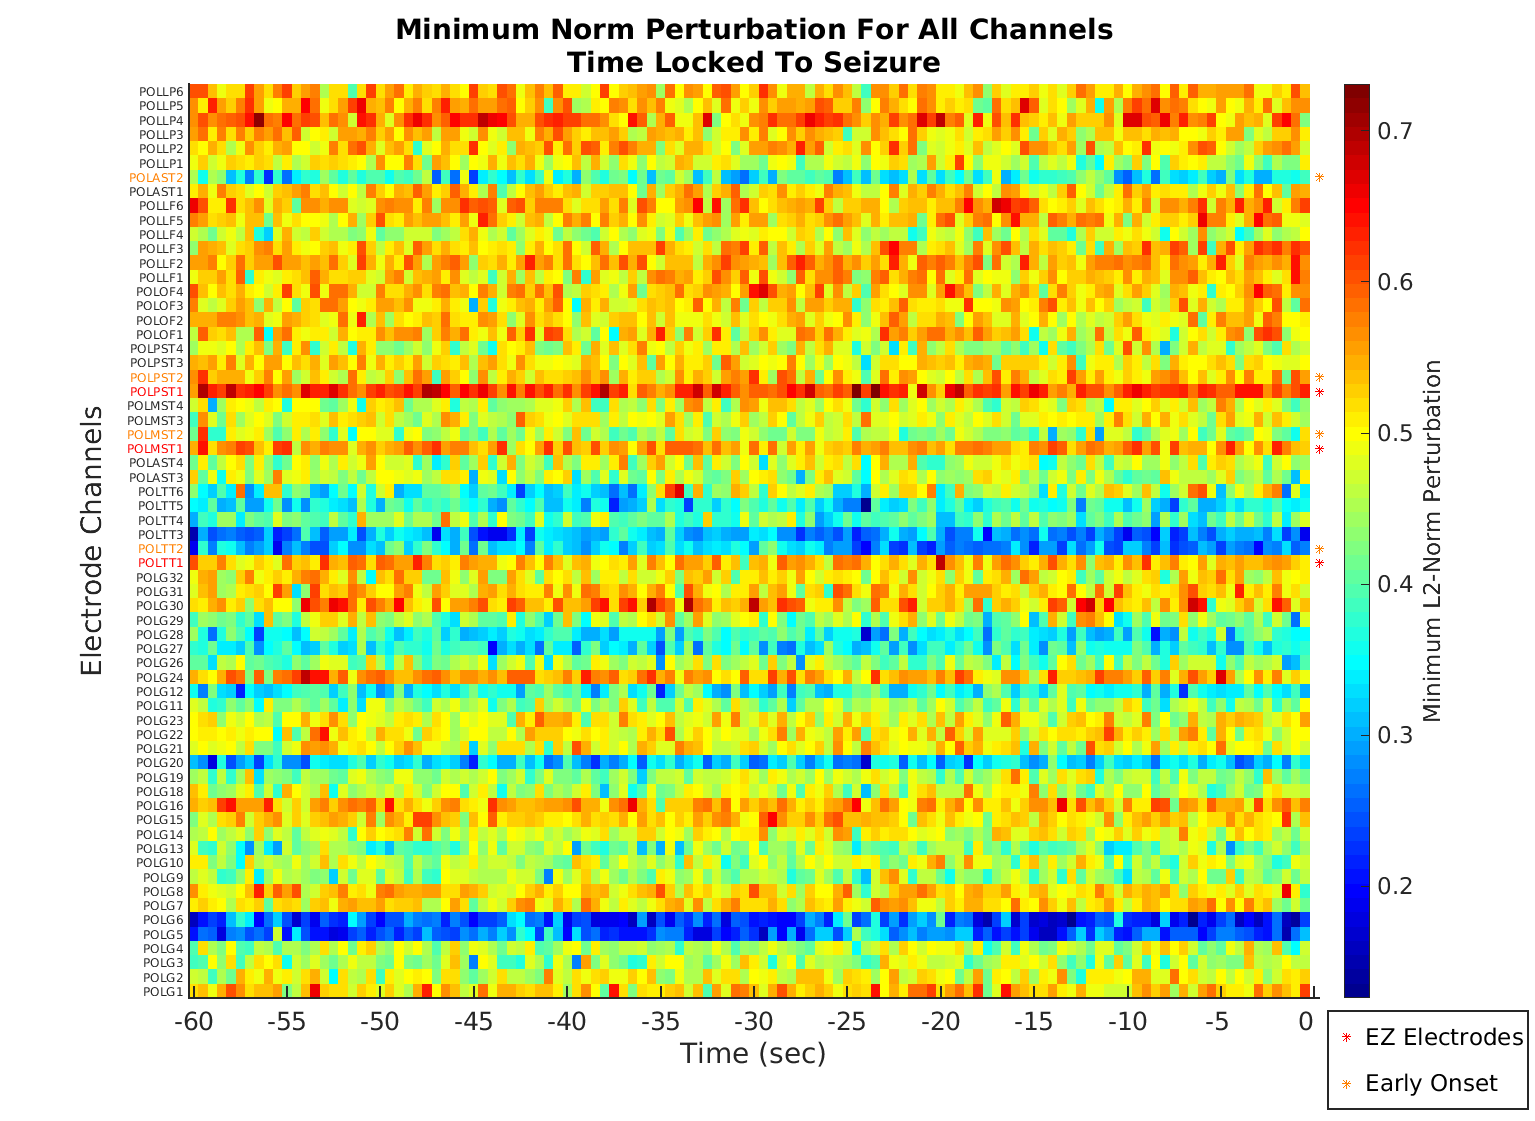 Minimum Norm Perturbation For All Channels
Time Locked To Seizure
Electrode Channels
POLLP6
POLLP5
POLLP4
POLLP3
POLLP2
POLLP1
POLAST2
POLAST1
POLLF6
POLLF5
POLLF4
POLLF3
POLLF2
POLLF1
POLOF4
POLOF3
POLOF2
POLOF1
POLPST4
POLPST3
POLPST2
POLPST1
POLMST4
POLMST3
POLMST2
POLMST1
POLAST4
POLAST3
POLTT6
POLTT5
POLTT4
POLTT3
POLTT2
POLTT1
POLG32
POLG31
POLG30
POLG29
POLG28
POLG27
POLG26
POLG24
POLG12
POLG11
POLG23
POLG22
POLG21
POLG20
POLG19
POLG18
POLG16
POLG15
POLG14
POLG13
POLG10
POLG9
POLG8
POLG7
POLG6
POLG5
POLG4
POLG3
POLG2
POLG1
-60 -55 -50 -45 -40 -35 -30 -25 -20 -15 -10 -5 0
Time (sec)
0.7
0.6
0.5
0.4
0.3
0.2
Minimum L2-Norm Perturbation
EZ Electrodes
Early Onset